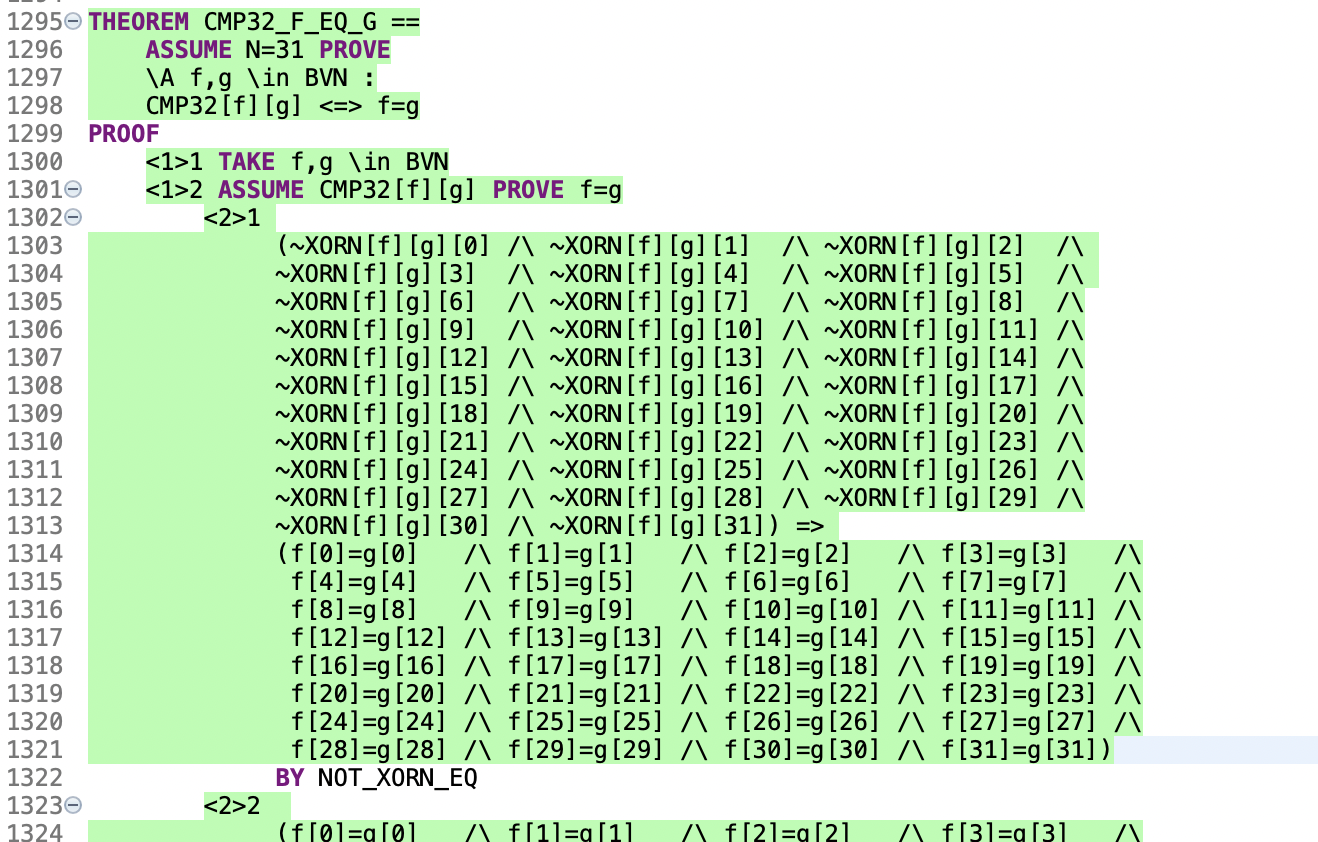 1295 THEOREM CMP32_F_EQ_G ==
1296     ASSUME N=31 PROVE
1297     \A f,g \in BVN :
1298     CMP32[f][g] <=> f=g
1299 PROOF
1300     <1>1 TAKE f,g \in BVN
1301     <1>2 ASSUME CMP32[f][g] PROVE f=g
1302         <2>1
1303             (~XORN[f][g][0] /\ ~XORN[f][g][1]  /\ ~XORN[f][g][2]  /\
1304             ~XORN[f][g][3]  /\ ~XORN[f][g][4]  /\ ~XORN[f][g][5]  /\
1305             ~XORN[f][g][6]  /\ ~XORN[f][g][7]  /\ ~XORN[f][g][8]  /\
1306             ~XORN[f][g][9]  /\ ~XORN[f][g][10] /\ ~XORN[f][g][11] /\
1307             ~XORN[f][g][12] /\ ~XORN[f][g][13] /\ ~XORN[f][g][14] /\
1308             ~XORN[f][g][15] /\ ~XORN[f][g][16] /\ ~XORN[f][g][17] /\
1309             ~XORN[f][g][18] /\ ~XORN[f][g][19] /\ ~XORN[f][g][20] /\
1310             ~XORN[f][g][21] /\ ~XORN[f][g][22] /\ ~XORN[f][g][23] /\
1311             ~XORN[f][g][24] /\ ~XORN[f][g][25] /\ ~XORN[f][g][26] /\
1312             ~XORN[f][g][27] /\ ~XORN[f][g][28] /\ ~XORN[f][g][29] /\
1313             ~XORN[f][g][30] /\ ~XORN[f][g][31]) =>
1314             (f[0]=g[0]   /\ f[1]=g[1]   /\ f[2]=g[2]   /\ f[3]=g[3]   /\
1315              f[4]=g[4]   /\ f[5]=g[5]   /\ f[6]=g[6]   /\ f[7]=g[7]   /\
1316              f[8]=g[8]   /\ f[9]=g[9]   /\ f[10]=g[10] /\ f[11]=g[11] /\
1317              f[12]=g[12] /\ f[13]=g[13] /\ f[14]=g[14] /\ f[15]=g[15] /\
1318              f[16]=g[16] /\ f[17]=g[17] /\ f[18]=g[18] /\ f[19]=g[19] /\
1319              f[20]=g[20] /\ f[21]=g[21] /\ f[22]=g[22] /\ f[23]=g[23] /\
1320              f[24]=g[24] /\ f[25]=g[25] /\ f[26]=g[26] /\ f[27]=g[27] /\
1321              f[28]=g[28] /\ f[29]=g[29] /\ f[30]=g[30] /\ f[31]=g[31])
1322             BY NOT_XORN_EQ
1323         <2>2
1324             (f[0]=g[0]   /\ f[1]=g[1]   /\ f[2]=g[2]   /\ f[3]=g[3]   /\